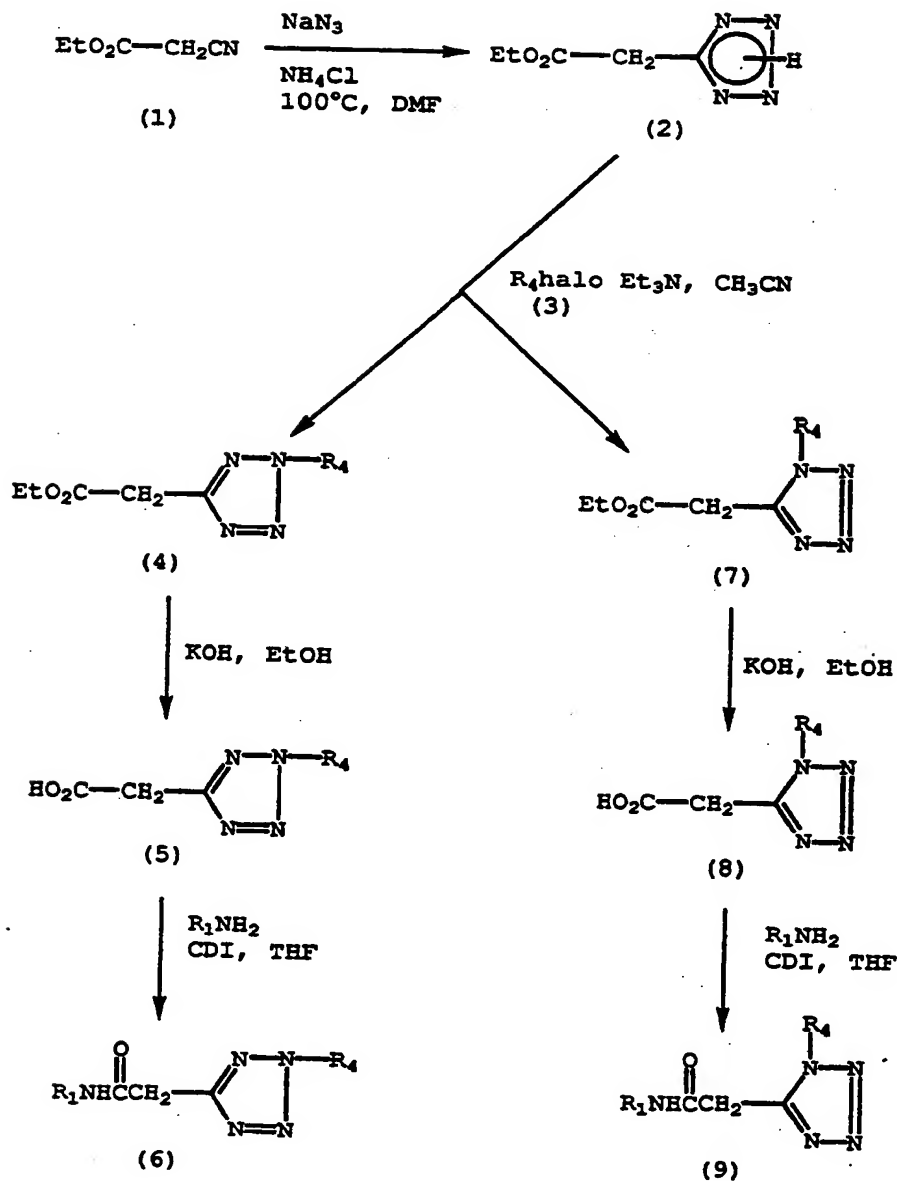 EtO₂C—CH₂CN
NaN₃
NH₄Cl
100°C, DMF
(1)
EtO₂C CH₂ N N H N N
(2)
R₄halo Et₃N, CH₃CN
(3)
EtO₂C CH₂ N N R₄ N N
(4)
EtO₂C CH₂ R₄ N N N N
(7)
KOH, EtOH
KOH, EtOH
HO₂C CH₂ N N R₄ N N
(5)
HO₂C CH₂ R₄ N N N N
(8)
R₁NH₂
CDI, THF
R₁NH₂
CDI, THF
O
R₁NHCCH₂ N N R₄ N N
(6)
O
R₁NHCCH₂ R₄ N N N N
(9)